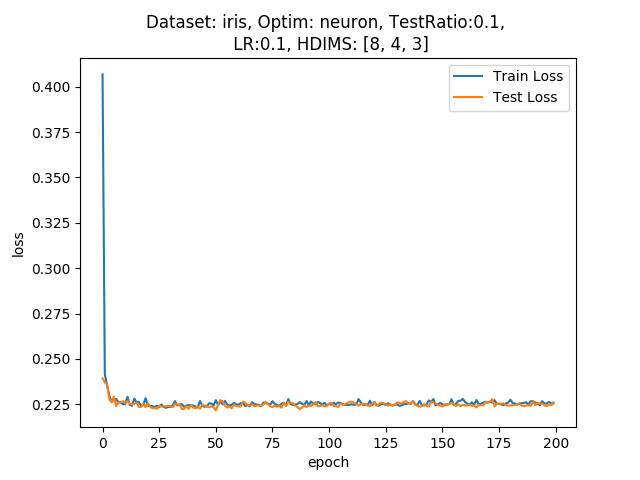 Dataset: iris, Optim: neuron, TestRatio:0.1,
LR:0.1, HDIMS: [8, 4, 3]
Train Loss
Test Loss
0.400
0.375
0.350
0.325
0.300
0.275
0.250
0.225
loss
0 25 50 75 100 125 150 175 200
epoch